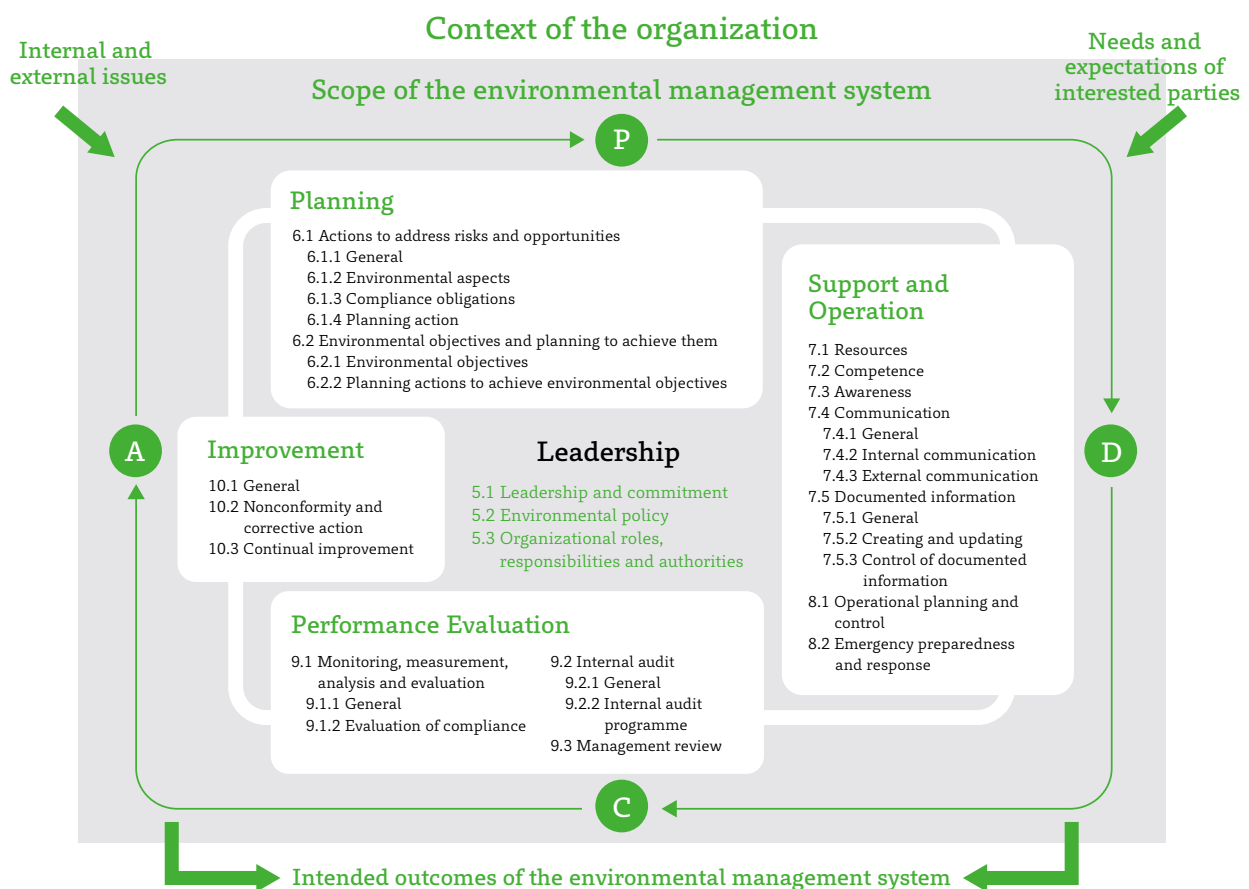 Context of the organization
Internal and
external issues
Needs and
expectations of
interested parties
Scope of the environmental management system
P
Planning
6.1 Actions to address risks and opportunities
6.1.1 General
6.1.2 Environmental aspects
6.1.3 Compliance obligations
6.1.4 Planning action
6.2 Environmental objectives and planning to achieve them
6.2.1 Environmental objectives
6.2.2 Planning actions to achieve environmental objectives
Support and
Operation
7.1 Resources
7.2 Competence
7.3 Awareness
7.4 Communication
7.4.1 General
7.4.2 Internal communication
7.4.3 External communication
7.5 Documented information
7.5.1 General
7.5.2 Creating and updating
7.5.3 Control of documented
information
8.1 Operational planning and
control
8.2 Emergency preparedness
and response
D
A
Improvement
10.1 General
10.2 Nonconformity and
corrective action
10.3 Continual improvement
Leadership
5.1 Leadership and commitment
5.2 Environmental policy
5.3 Organizational roles,
responsibilities and authorities
Performance Evaluation
9.1 Monitoring, measurement,
analysis and evaluation
9.1.1 General
9.1.2 Evaluation of compliance
9.2 Internal audit
9.2.1 General
9.2.2 Internal audit
programme
9.3 Management review
C
Intended outcomes of the environmental management system